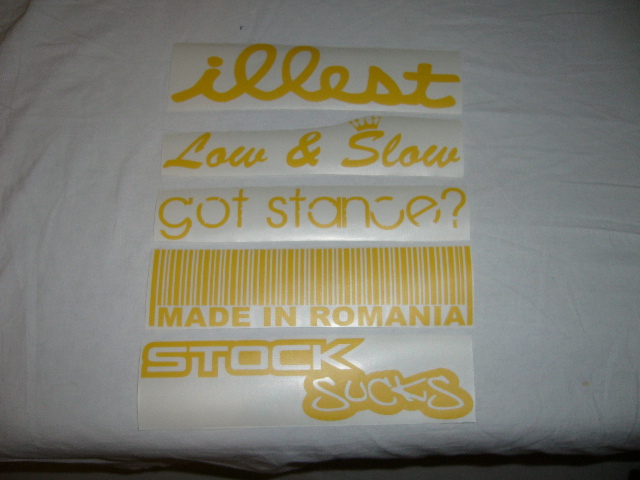 illest
Low & Slow
got stance?
MADE IN ROMANIA
STOCK
SUCKS